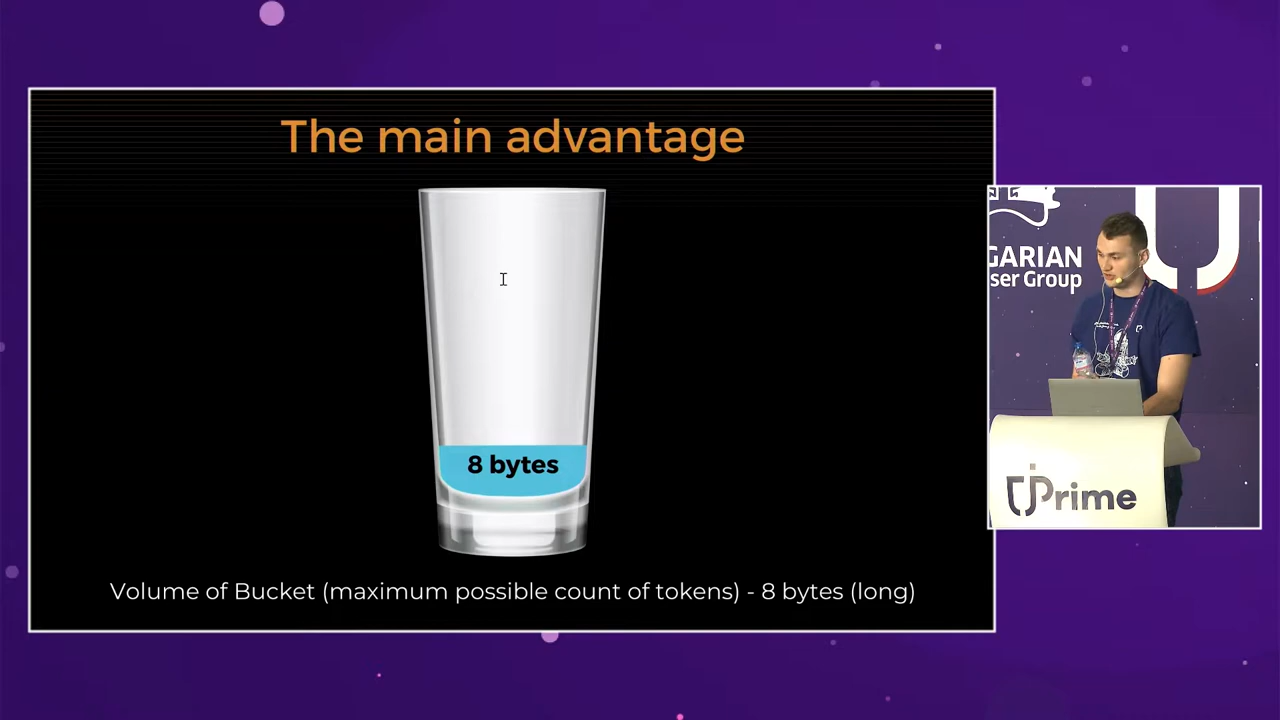 The main advantage
8 bytes
Volume of Bucket (maximum possible count of tokens) - 8 bytes (long)
GARIAN
ser Group
jPrime